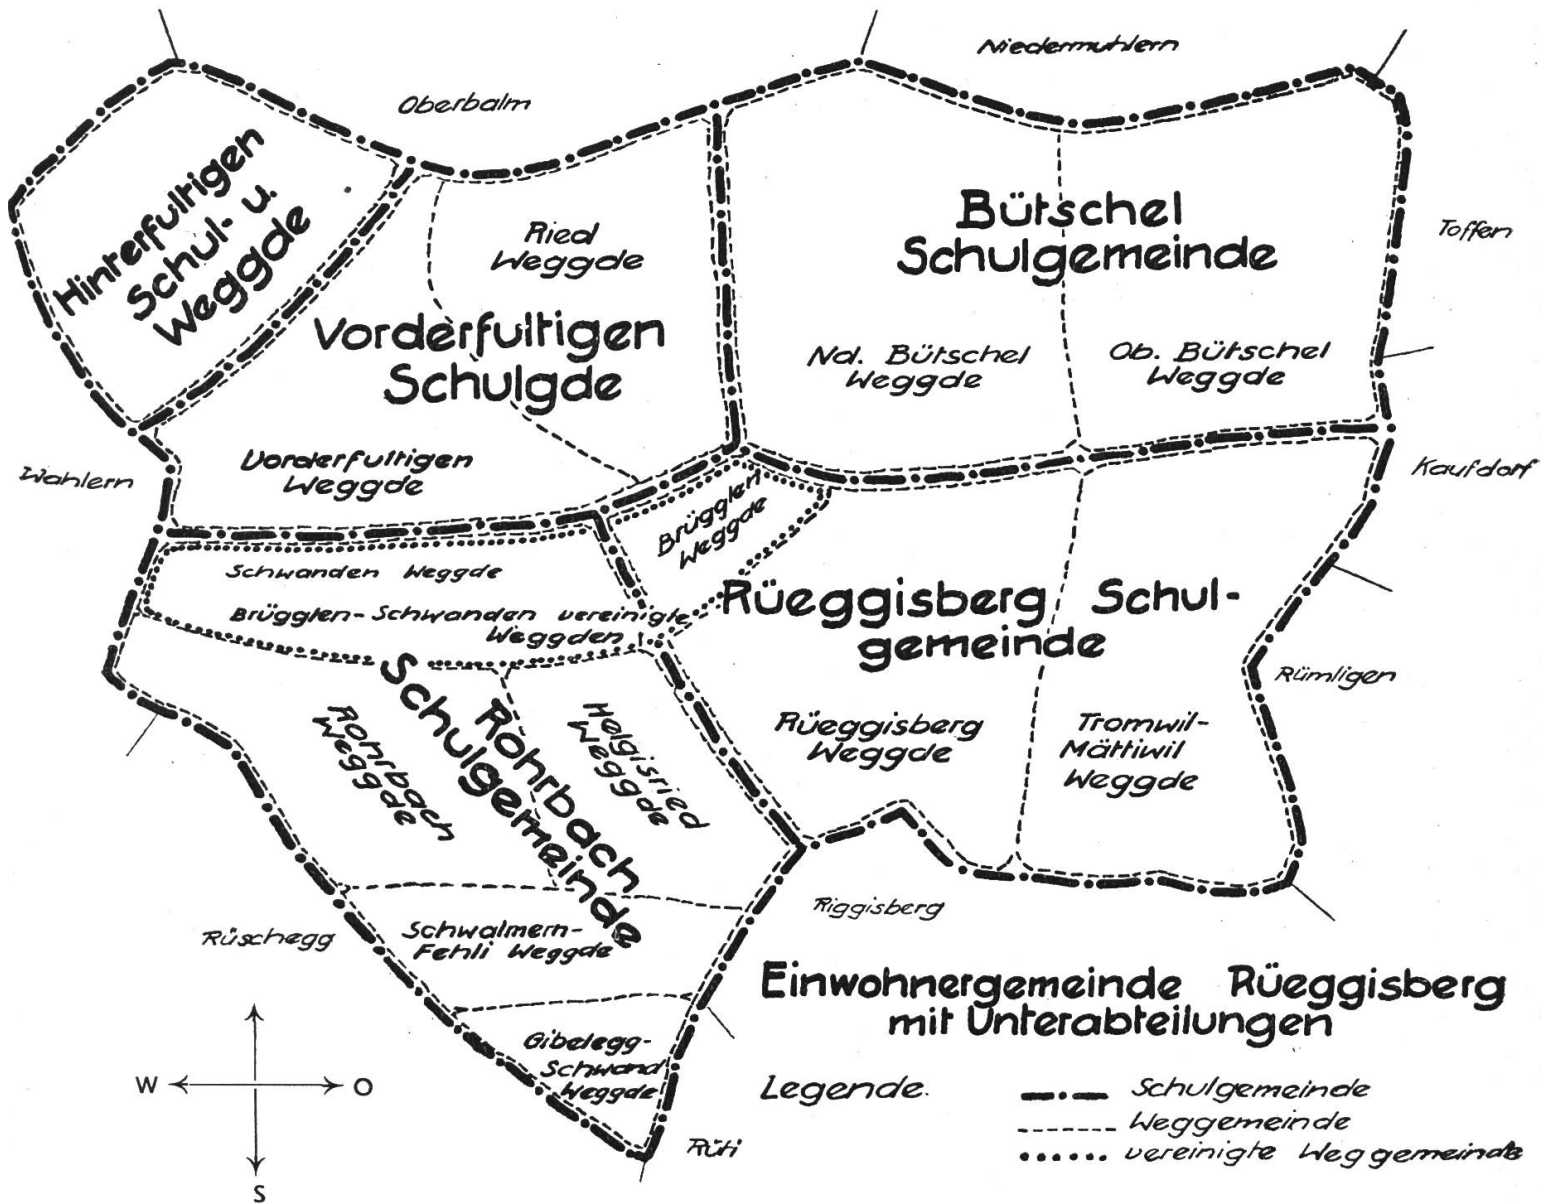 Niedermuhlern
Oberbalm
Hinterfultigen
Schul- u.
Weggde
Ried
Weggde
Bütschel
Schulgemeinde
Toffen
Vorderfultigen
Schulgde
Nd. Bütschel
Weggde
Ob. Bütschel
Weggde
Vorderfultigen
Weggde
Wahlern
Kaufdorf
Brügglen
Weggde
Schwanden Weggde
Brügglen-Schwanden vereinigte
Weggden
Rüeggisberg Schul-
gemeinde
Rümligen
Rohrbach
Schulgemeinde
Rohrbach
Weggde
Helgisried
Weggde
Rüeggisberg
Weggde
Tromwil-
Mättiwil
Weggde
Riggisberg
Rüschegg
Schwalmern-
Fehli Weggde
Gibelegg-
Schwand
Weggde
Rüti
Einwohnergemeinde Rüeggisberg
mit Unterabteilungen
W O
S
Legende.
Schulgemeinde
Weggemeinde
vereinigte Weggemeinde